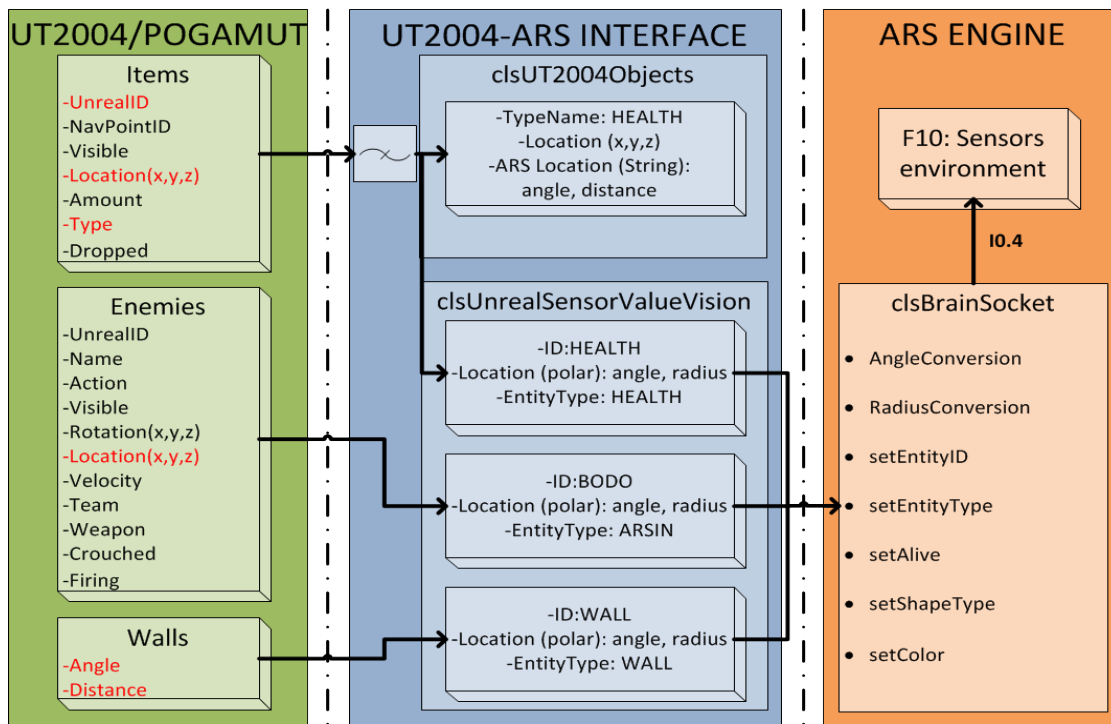 UT2004/POGAMUT
Items
-UnrealID
-NavPointID
-Visible
-Location(x,y,z)
-Amount
-Type
-Dropped
Enemies
-UnrealID
-Name
-Action
-Visible
-Rotation(x,y,z)
-Location(x,y,z)
-Velocity
-Team
-Weapon
-Crouched
-Firing
Walls
-Angle
-Distance
UT2004-ARS INTERFACE
clsUT2004Objects
-TypeName: HEALTH
-Location (x,y,z)
-ARS Location (String):
angle, distance
clsUnrealSensorValueVision
-ID:HEALTH
-Location (polar): angle, radius
-EntityType: HEALTH
-ID:BODO
-Location (polar): angle, radius
-EntityType: ARSIN
-ID:WALL
-Location (polar): angle, radius
-EntityType: WALL
ARS ENGINE
F10: Sensors
environment
I0.4
clsBrainSocket
• AngleConversion
• RadiusConversion
• setEntityID
• setEntityType
• setAlive
• setShapeType
• setColor